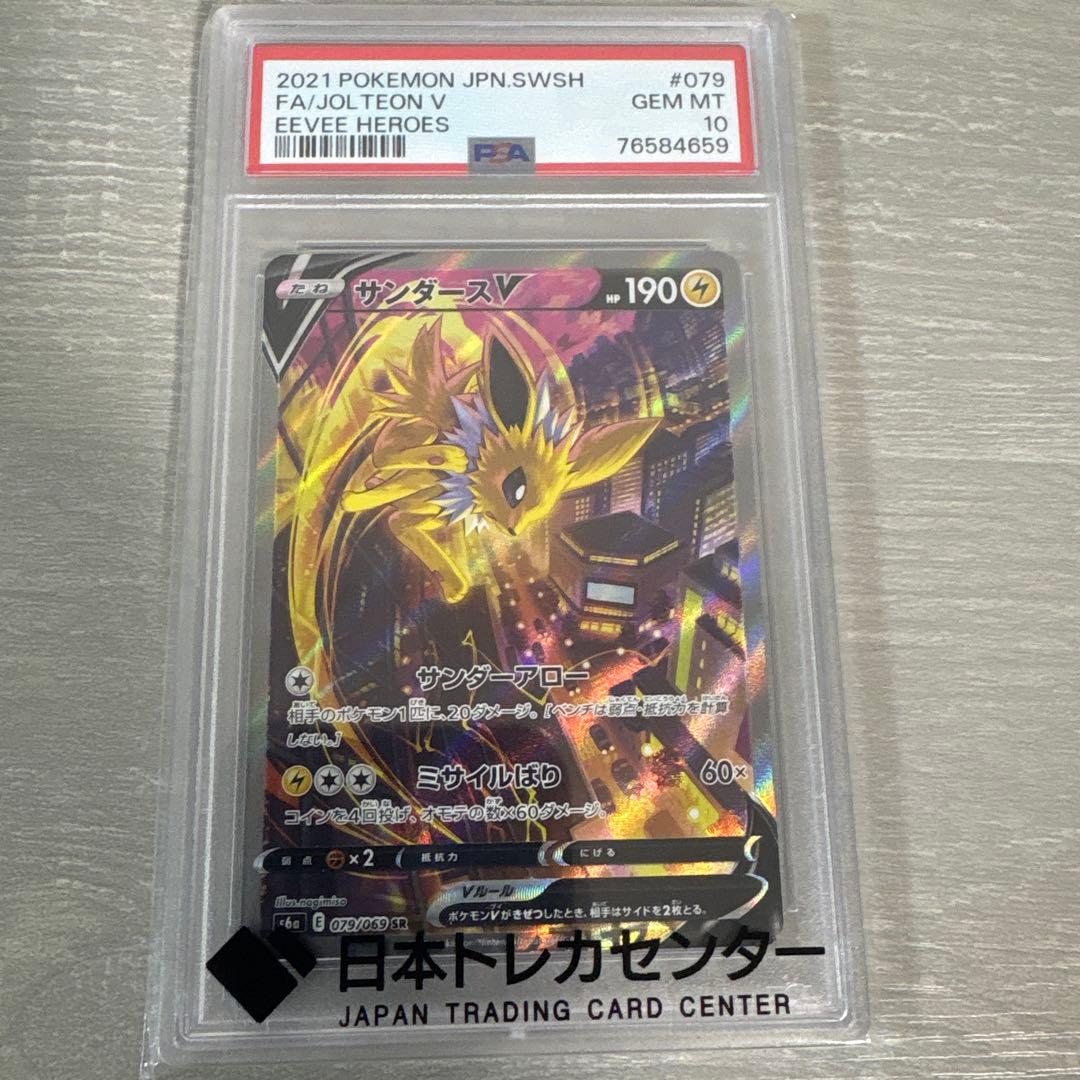 2021 POKEMON JPN.SWSH #079
FA/JOLTEON V GEM MT
EEVEE HEROES 10
PSA 76584659
たね サンダースV HP 190
サンダーアロー
相手のポケモン1匹に、20ダメージ。[ベンチは弱点・抵抗力を計算
しない。]
ミサイルばり 60×
コインを4回投げ、オモテの数×60ダメージ。
弱点 ×2 抵抗力 にげる
Vルール
ポケモンVがきぜつしたとき、相手はサイドを2枚とる。
Illus.nagimiso
s6a E 079/069 SR
日本トレカセンター
JAPAN TRADING CARD CENTER